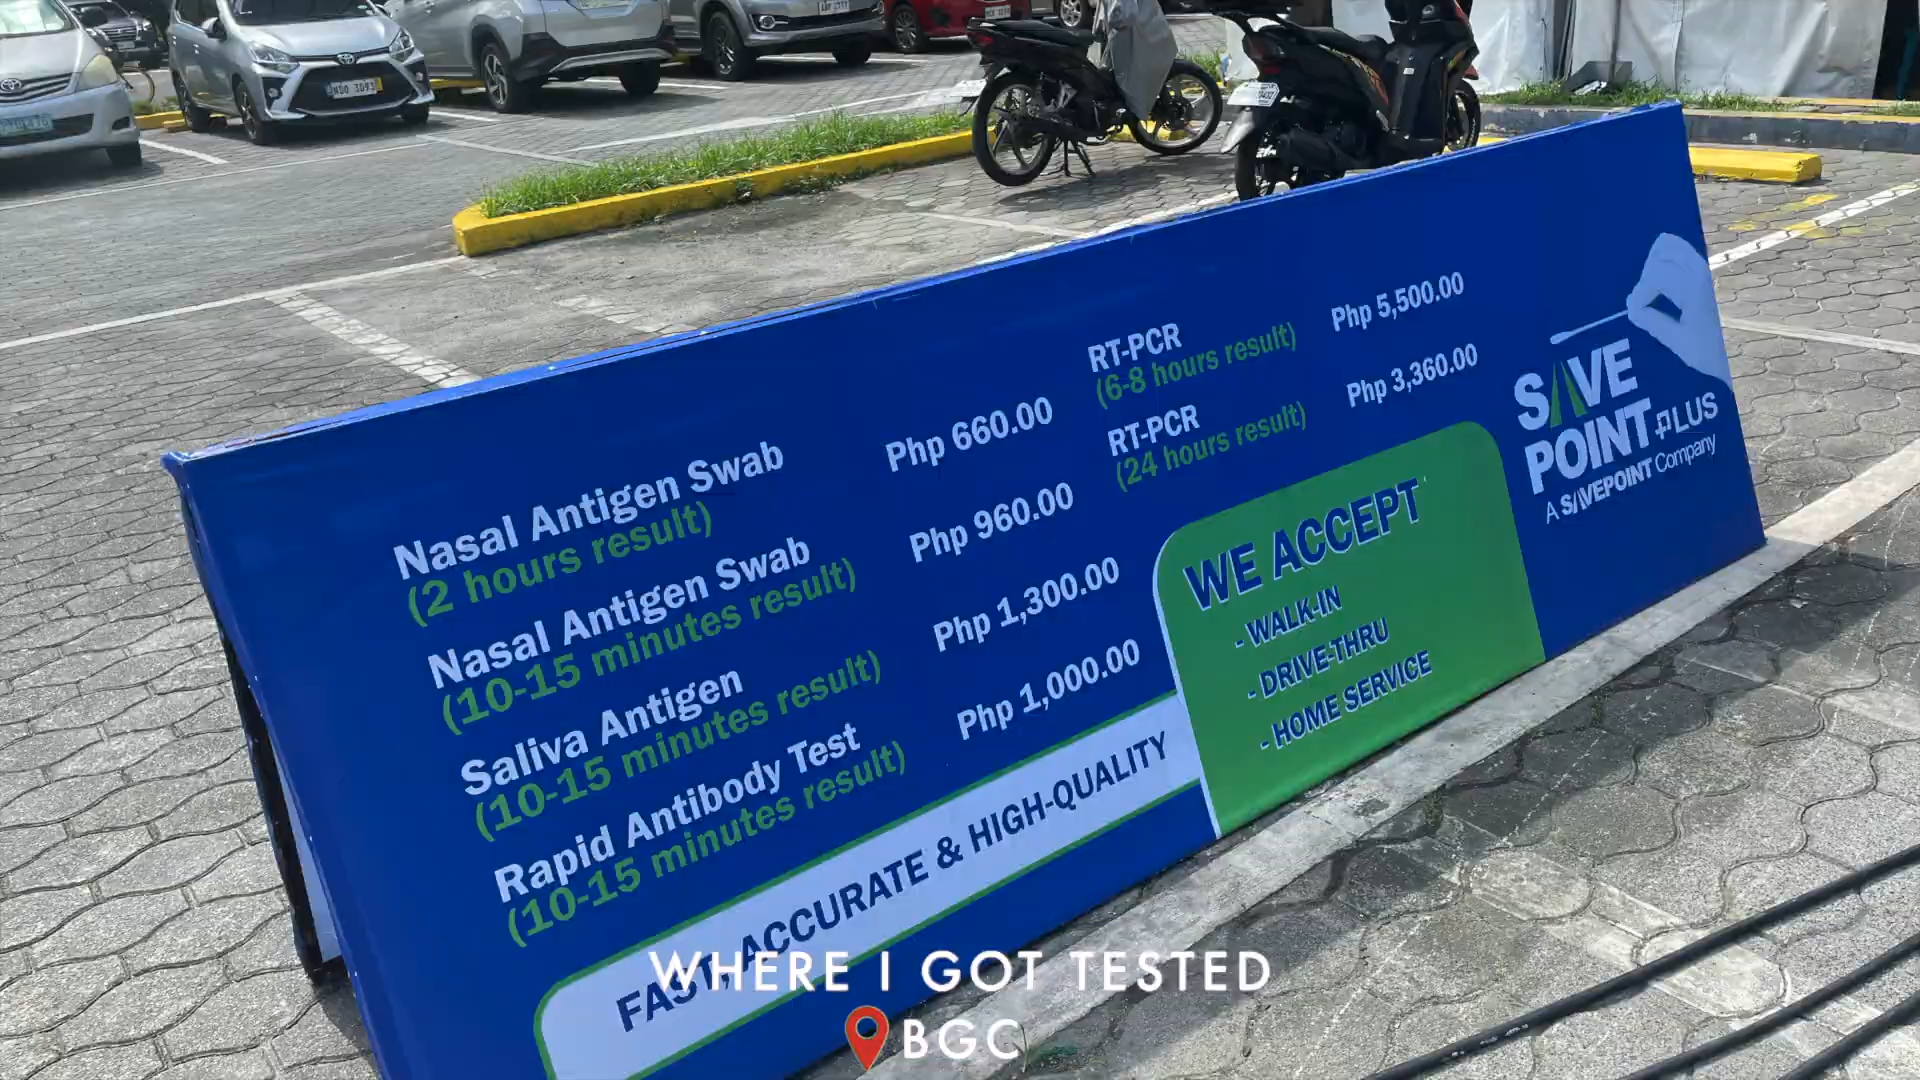 Nasal Antigen Swab
(2 hours result)
Php 660.00
Nasal Antigen Swab
(10-15 minutes result)
Php 960.00
Saliva Antigen
(10-15 minutes result)
Php 1,300.00
Rapid Antibody Test
(10-15 minutes result)
Php 1,000.00
RT-PCR
(6-8 hours result)
Php 5,500.00
RT-PCR
(24 hours result)
Php 3,360.00
SAVE
POINT PLUS
A SAVEPOINT Company
WE ACCEPT
- WALK-IN
- DRIVE-THRU
- HOME SERVICE
FAST, ACCURATE & HIGH-QUALITY
WHERE I GOT TESTED
BGC